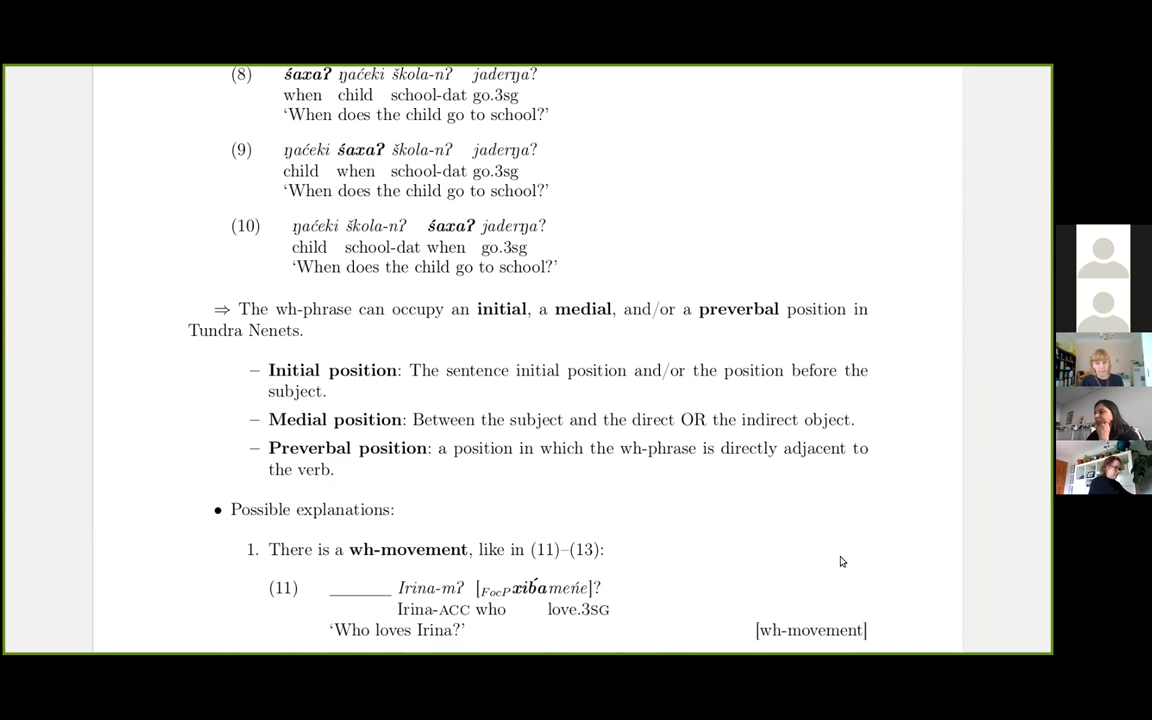 (8) śaxaʔ ŋaćeki škola-nʔ jaderŋa?
when child school-dat go.3sg
‘When does the child go to school?’
(9) ŋaćeki śaxaʔ škola-nʔ jaderŋa?
child when school-dat go.3sg
‘When does the child go to school?’
(10) ŋaćeki škola-nʔ śaxaʔ jaderŋa?
child school-dat when go.3sg
‘When does the child go to school?’
⇒ The wh-phrase can occupy an initial, a medial, and/or a preverbal position in
Tundra Nenets.
– Initial position: The sentence initial position and/or the position before the
subject.
– Medial position: Between the subject and the direct OR the indirect object.
– Preverbal position: a position in which the wh-phrase is directly adjacent to
the verb.
• Possible explanations:
1. There is a wh-movement, like in (11)–(13):
(11) ______ Irina-mʔ [FocP xib́a meńe]?
Irina-ACC who love.3SG
‘Who loves Irina?’ [wh-movement]